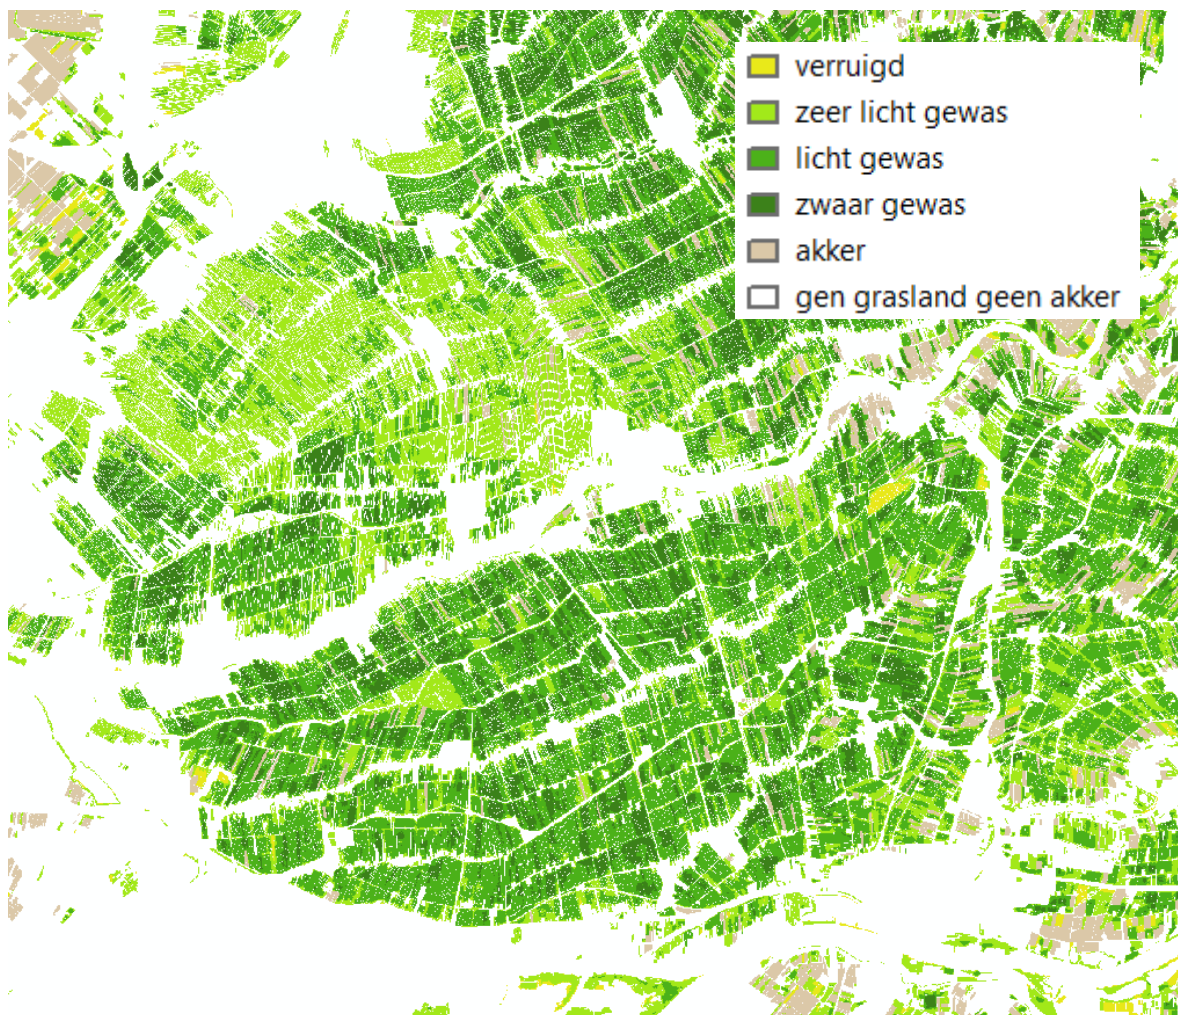 verruigd
zeer licht gewas
licht gewas
zwaar gewas
akker
gen grasland geen akker